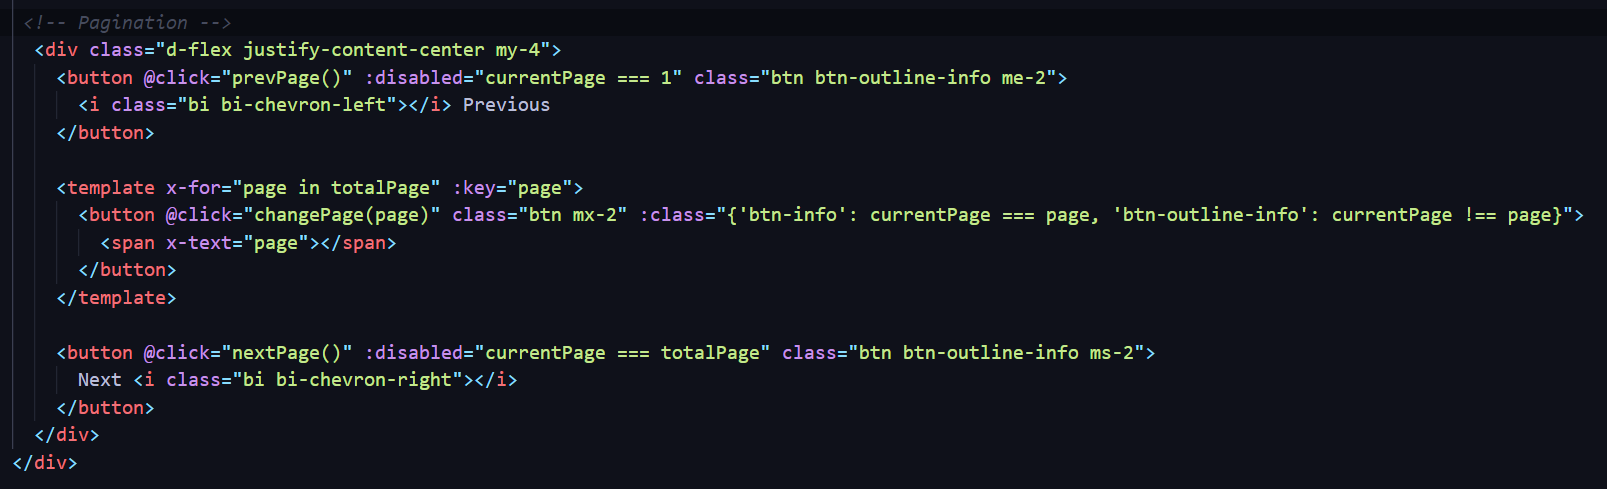 <!-- Pagination -->
<div class="d-flex justify-content-center my-4">
<button @click="prevPage()" :disabled="currentPage === 1" class="btn btn-outline-info me-2">
<i class="bi bi-chevron-left"></i> Previous
</button>
<template x-for="page in totalPage" :key="page">
<button @click="changePage(page)" class="btn mx-2" :class="{'btn-info': currentPage === page, 'btn-outline-info': currentPage !== page}">
<span x-text="page"></span>
</button>
</template>
<button @click="nextPage()" :disabled="currentPage === totalPage" class="btn btn-outline-info ms-2">
Next <i class="bi bi-chevron-right"></i>
</button>
</div>
</div>